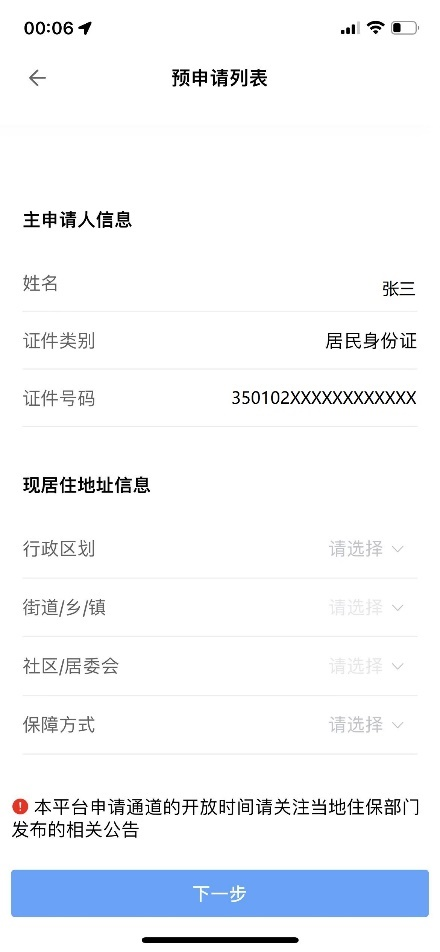 00:06
预申请列表
主申请人信息
姓名 张三
证件类别 居民身份证
证件号码 350102XXXXXXXXXXXX
现居住地址信息
行政区划 请选择
街道/乡/镇 请选择
社区/居委会 请选择
保障方式 请选择
本平台申请通道的开放时间请关注当地住保部门
发布的相关公告
下一步